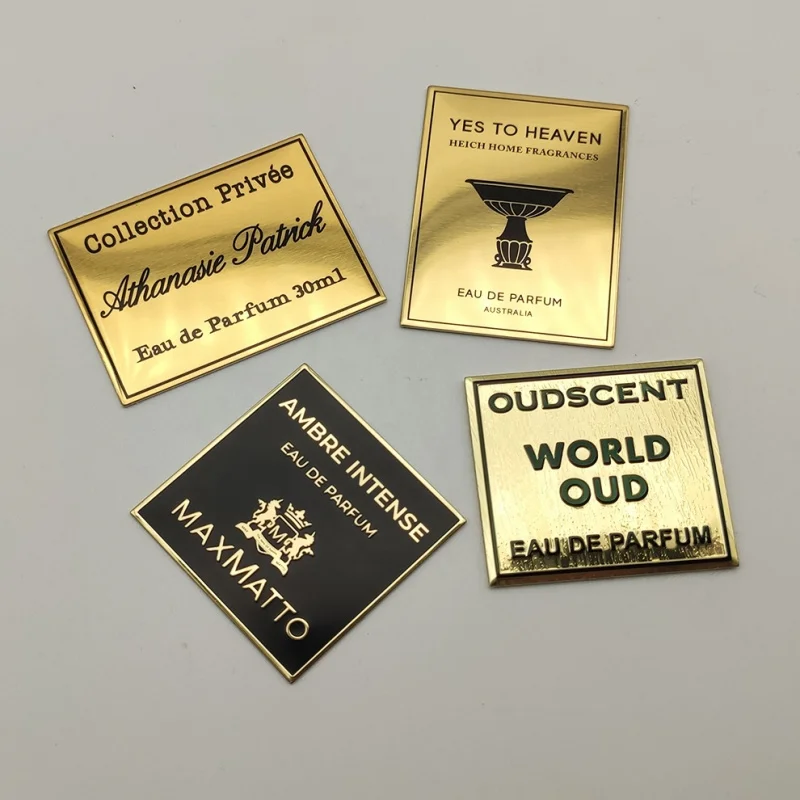 Collection Privée
Athanasie Patrick
Eau de Parfum 30ml
YES TO HEAVEN
HEICH HOME FRAGRANCES
EAU DE PARFUM
AUSTRALIA
AMBRE INTENSE
EAU DE PARFUM
M
MAXMATTO
OUDSCENT
WORLD
OUD
EAU DE PARFUM